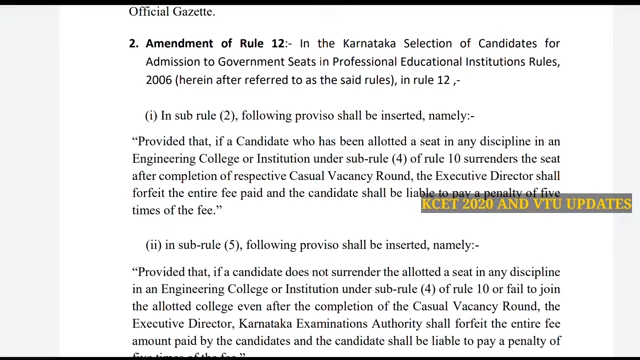 Official Gazette.
2. Amendment of Rule 12:- In the Karnataka Selection of Candidates for
Admission to Government Seats in Professional Educational Institutions Rules,
2006 (herein after referred to as the said rules), in rule 12 ,-
(i) In sub rule (2), following proviso shall be inserted, namely:-
“Provided that, if a Candidate who has been allotted a seat in any discipline in an
Engineering College or Institution under sub-rule (4) of rule 10 surrenders the seat
after completion of respective Casual Vacancy Round, the Executive Director shall
forfeit the entire fee paid and the candidate shall be liable to pay a penalty of five
times of the fee.”
KCET 2020 AND VTU UPDATES
(ii) in sub-rule (5), following proviso shall be inserted, namely:-
“Provided that, if a candidate does not surrender the allotted a seat in any discipline
in an Engineering College or Institution under sub-rule (4) of rule 10 or fail to join
the allotted college even after the completion of the Casual Vacancy Round, the
Executive Director, Karnataka Examinations Authority shall forfeit the entire fee
amount paid by the candidates and the candidate shall be liable to pay a penalty of
five times of the fee.”